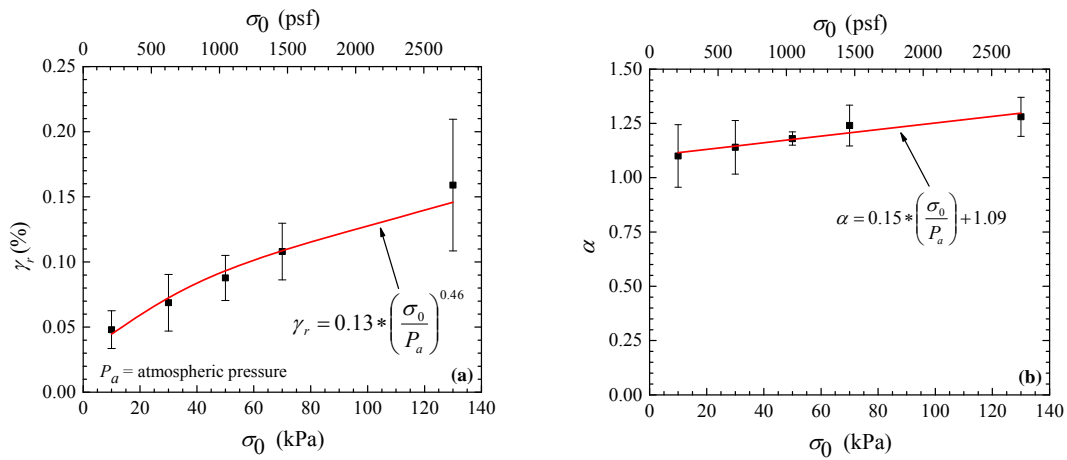 σ0 (psf)
0 500 1000 1500 2000 2500
0.25
0.20
0.15
0.10
0.05
0.00
γr (%)
γr = 0.13*(σ0/Pa)^0.46
Pa = atmospheric pressure
(a)
0 20 40 60 80 100 120 140
σ0 (kPa)
σ0 (psf)
0 500 1000 1500 2000 2500
1.50
1.25
1.00
0.75
0.50
0.25
0.00
α
α = 0.15*(σ0/Pa)+1.09
(b)
0 20 40 60 80 100 120 140
σ0 (kPa)